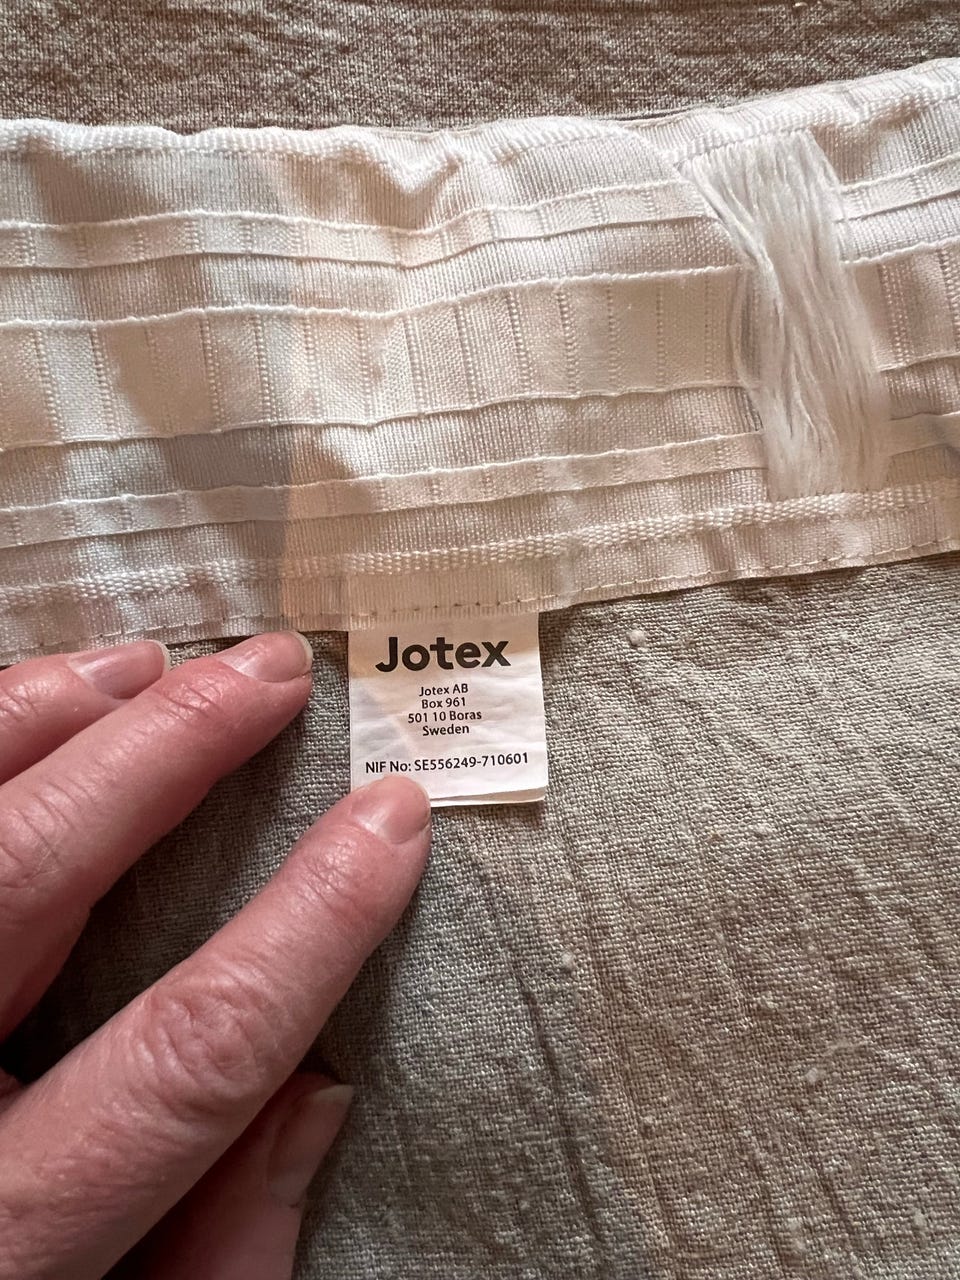 Jotex
Jotex AB
Box 961
501 10 Boras
Sweden
NIF No: SE556249-710601